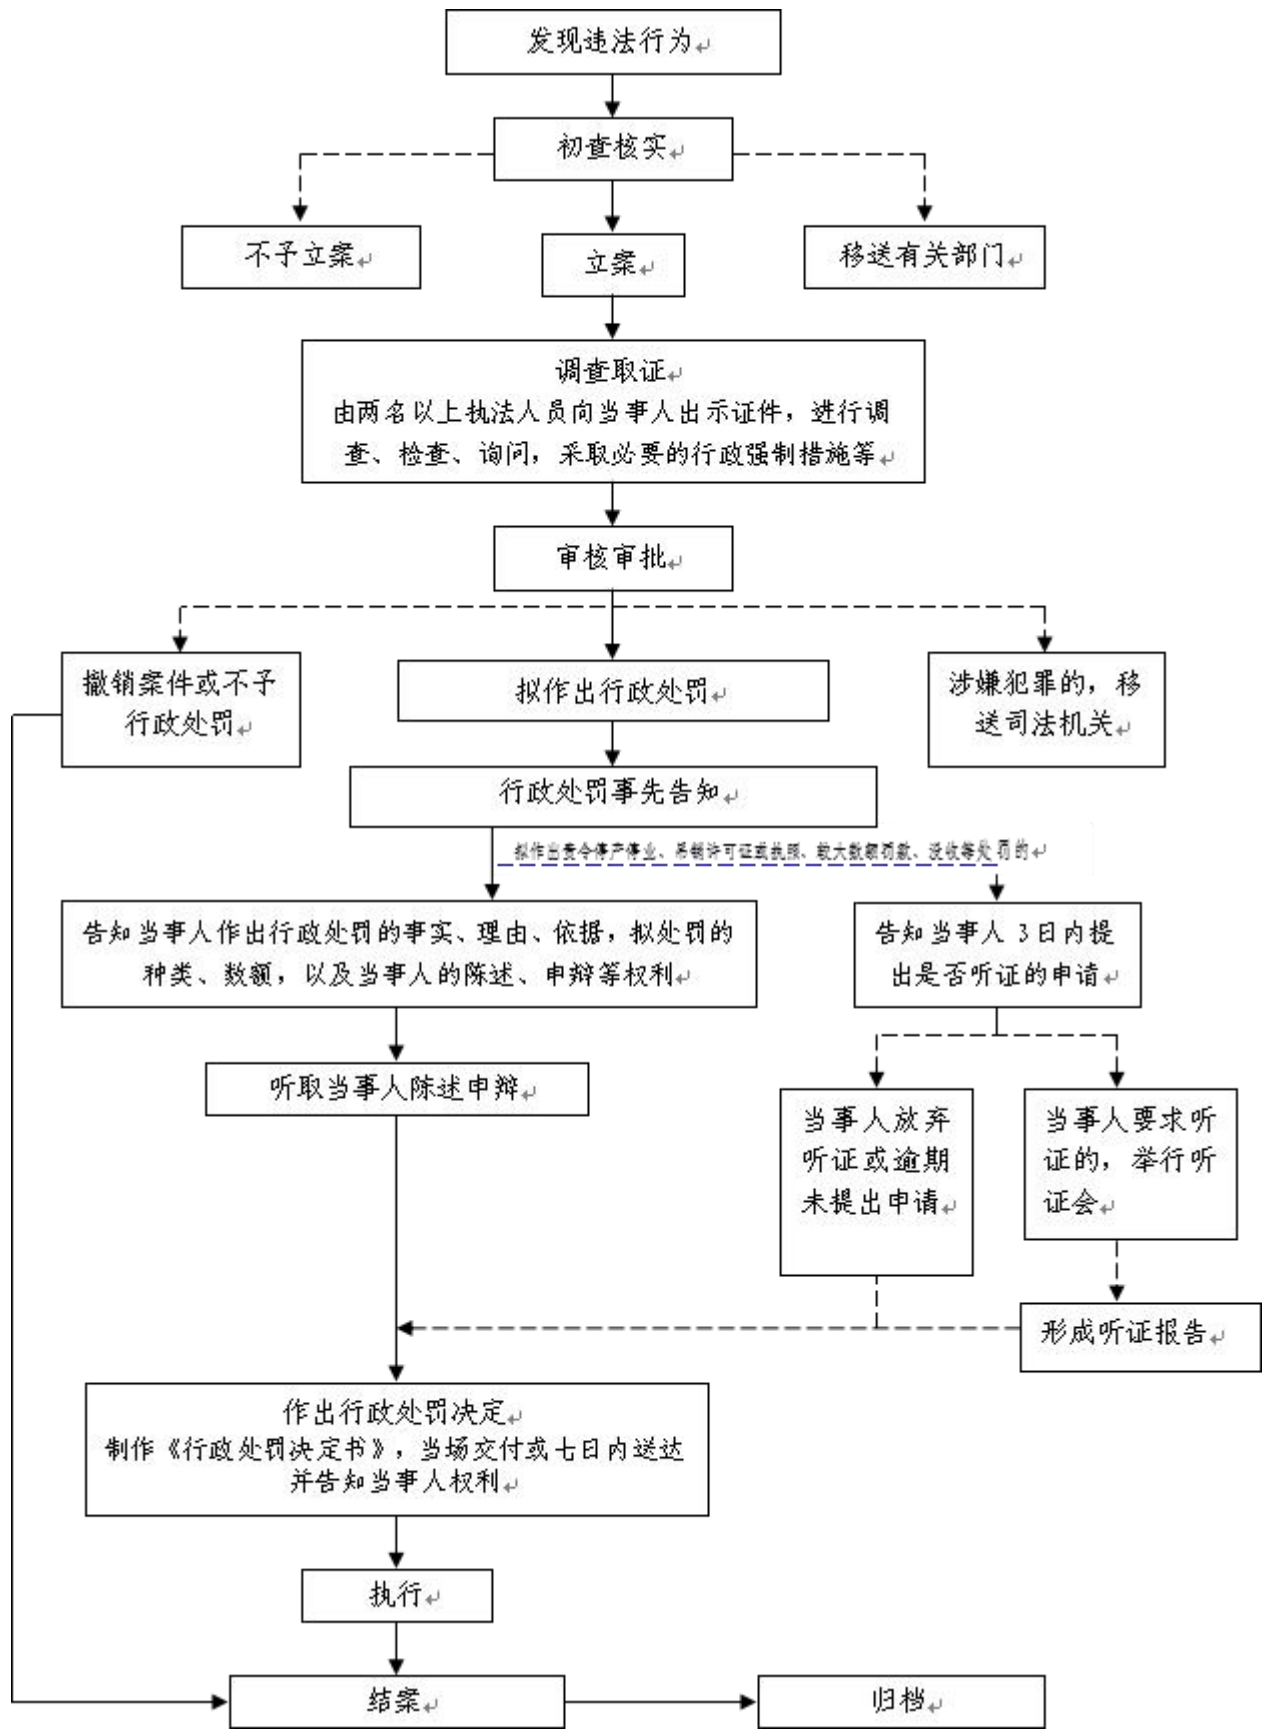 发现违法行为
初查核实
不予立案
立案
移送有关部门
调查取证
由两名以上执法人员向当事人出示证件，进行调
查、检查、询问，采取必要的行政强制措施等
审核审批
撤销案件或不予
行政处罚
拟作出行政处罚
涉嫌犯罪的，移
送司法机关
行政处罚事先告知
拟作出责令停产停业、吊销许可证或执照、较大数额罚款、没收等处罚的
告知当事人作出行政处罚的事实、理由、依据，拟处罚的
种类、数额，以及当事人的陈述、申辩等权利
告知当事人 3日内提
出是否听证的申请
听取当事人陈述申辩
当事人放弃
听证或逾期
未提出申请
当事人要求听
证的，举行听
证会
形成听证报告
作出行政处罚决定
制作《行政处罚决定书》，当场交付或七日内送达
并告知当事人权利
执行
结案
归档